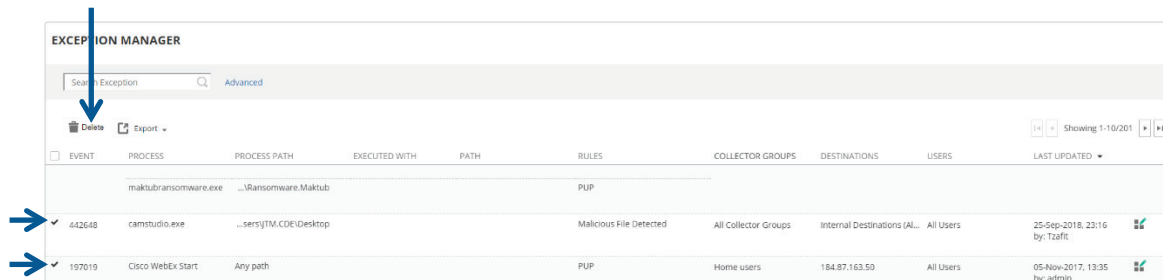 EXCEPTION MANAGER
Search Exception Advanced
Delete Export Showing 1-10/201
EVENT PROCESS PROCESS PATH EXECUTED WITH PATH RULES COLLECTOR GROUPS DESTINATIONS USERS LAST UPDATED
maktubransomware.exe ...\Ransomware.Maktub PUP
442648 camstudio.exe ...sers\JTM.CDE\Desktop Malicious File Detected All Collector Groups Internal Destinations (Al... All Users 25-Sep-2018, 23:16
by: Tzafit
197019 Cisco WebEx Start Any path PUP Home users 184.87.163.50 All Users 05-Nov-2017, 13:35
by: admin